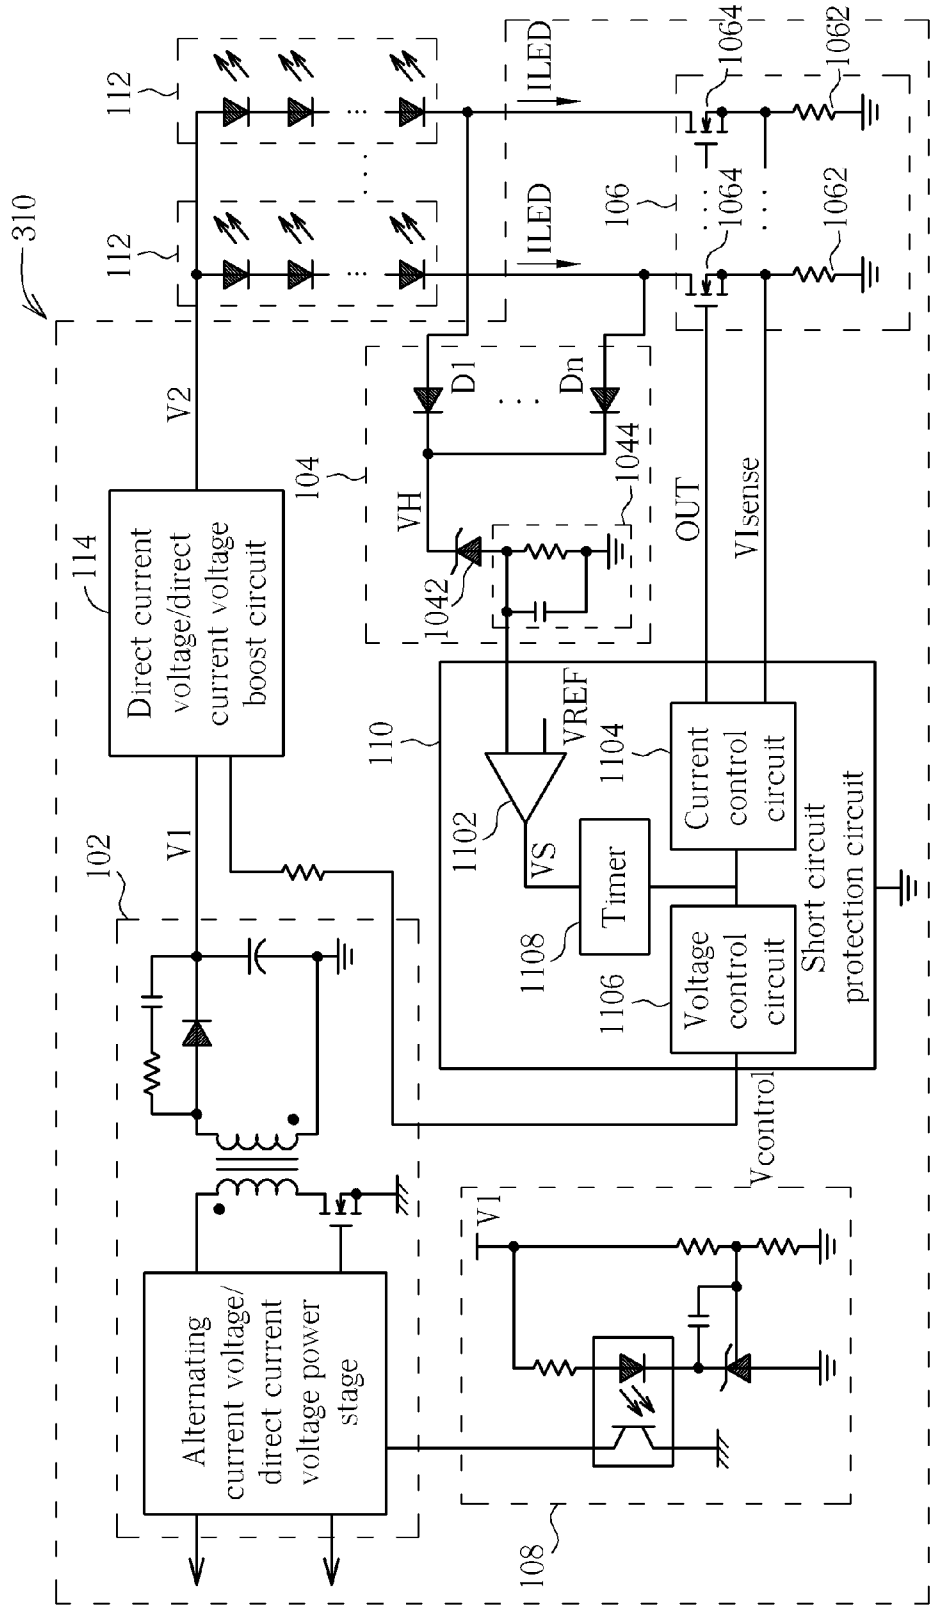 310
112
112
114
Direct current
voltage/direct
current voltage
boost circuit
V2
V1
102
Alternating
current voltage/
direct current
voltage power
stage
104
VH
D1
. . .
Dn
1042
1044
ILED
ILED
106
1064
1064
1062
1062
OUT
VIsense
110
VREF
1102
VS
1104
Current
control
circuit
1108
Timer
1106
Voltage
control
circuit
Short circuit
protection circuit
Vcontrol
V1
108